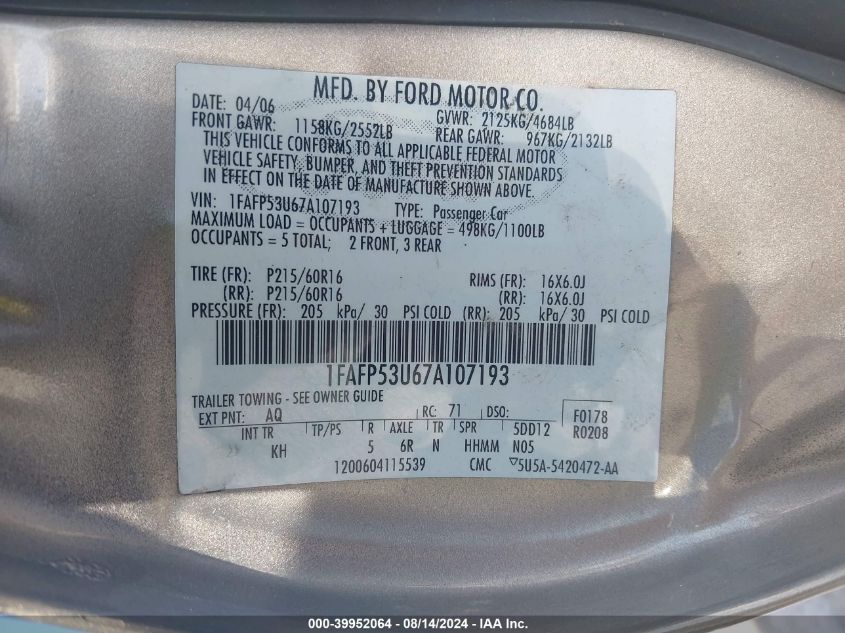 MFD. BY FORD MOTOR CO.
DATE: 04/06 GVWR: 2125KG/4684LB
FRONT GAWR: 1158KG/2552LB REAR GAWR: 967KG/2132LB
THIS VEHICLE CONFORMS TO ALL APPLICABLE FEDERAL MOTOR
VEHICLE SAFETY, BUMPER, AND THEFT PREVENTION STANDARDS
IN EFFECT ON THE DATE OF MANUFACTURE SHOWN ABOVE.
VIN: 1FAFP53U67A107193 TYPE: Passenger Car
MAXIMUM LOAD = OCCUPANTS + LUGGAGE = 498KG/1100LB
OCCUPANTS = 5 TOTAL; 2 FRONT, 3 REAR
TIRE (FR): P215/60R16 RIMS (FR): 16X6.0J
(RR): P215/60R16 (RR): 16X6.0J
PRESSURE (FR): 205 kPa/ 30 PSI COLD (RR): 205 kPa/ 30 PSI COLD
1FAFP53U67A107193
TRAILER TOWING - SEE OWNER GUIDE
EXT PNT: AQ RC: 71 DSO: F0178
INT TR TP/PS R AXLE TR SPR 5DD12 R0208
KH 5 6R N HHMM N05
1200604115539 CMC ▽5U5A-5420472-AA
000-39952064 - 08/14/2024 - IAAI.com